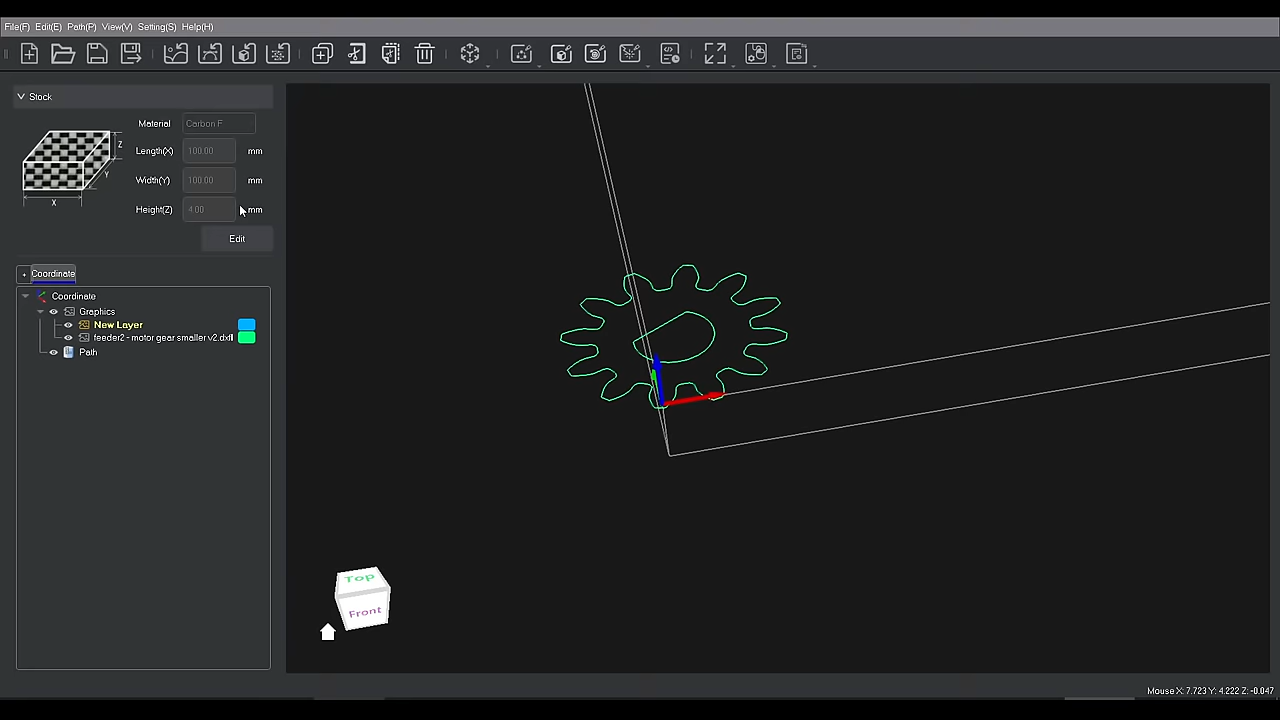 File(F) Edit(E) Path(P) View(V) Setting(S) Help(H)
Stock
Material Carbon F
Length(X) 100.00 mm
Width(Y) 100.00 mm
Height(Z) 4.00 mm
Z
Y
X
Edit
+ Coordinate
Coordinate
Graphics
New Layer
feeder2 - motor gear smaller v2.dxf
Path
Top
Front
Mouse X: 7.723 Y: 4.222 Z: -0.047